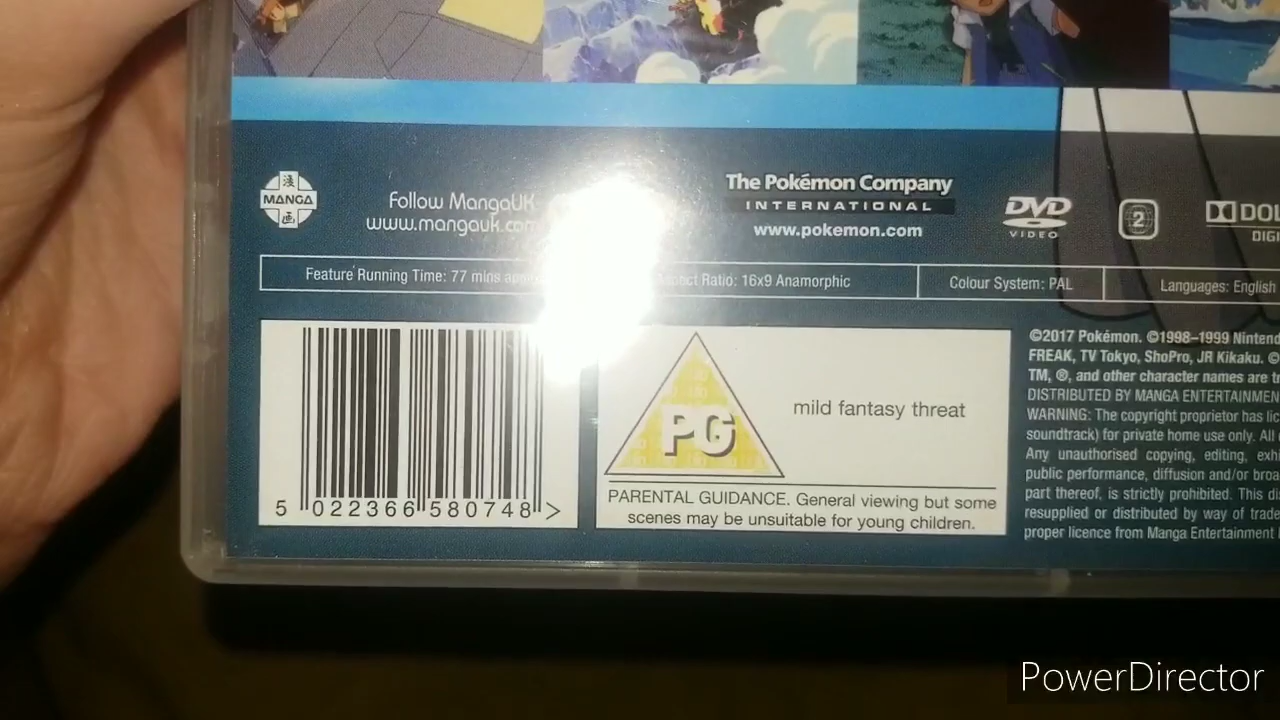 漫
MANGA
画
Follow MangaUK
www.mangauk.com
The Pokémon Company
INTERNATIONAL
www.pokemon.com
DVD
VIDEO
2
Feature Running Time: 77 mins
Aspect Ratio: 16x9 Anamorphic
Colour System: PAL
Languages: English
5 022366 580748 >
PG
mild fantasy threat
PARENTAL GUIDANCE. General viewing but some
scenes may be unsuitable for young children.
©2017 Pokémon. ©1998–1999
FREAK, TV Tokyo, ShoPro, JR Kikaku. ©
TM, ®, and other character names are
DISTRIBUTED BY MANGA
WARNING: The copyright proprietor has
soundtrack) for private home use only. All
Any unauthorised copying, editing,
public performance, diffusion and/or
part thereof, is strictly prohibited. This
resupplied or distributed by way of trade
proper licence from Manga Entertainment
PowerDirector